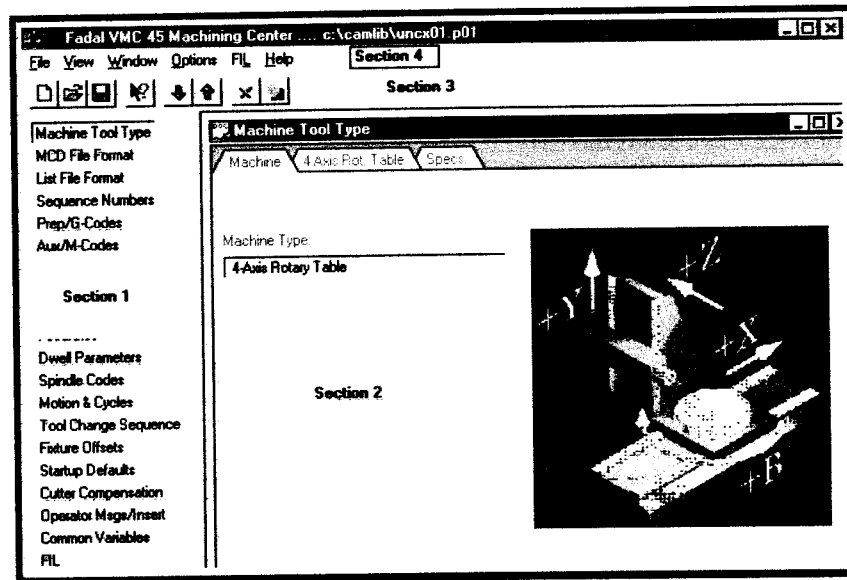 Fadal VMC 45 Machining Center .... c:\camlib\uncx01.p01
File View Window Options FIL Help
Section 4
Section 3
Machine Tool Type
MCD File Format
List File Format
Sequence Numbers
Prep/G-Codes
Aux/M-Codes
Section 1
Dwell Parameters
Spindle Codes
Motion & Cycles
Tool Change Sequence
Fixture Offsets
Startup Defaults
Cutter Compensation
Operator Msgs/Insert
Common Variables
FIL
Machine Tool Type
Machine 4 Axis Rot. Table Specs.
Machine Type:
4-Axis Rotary Table
Section 2
+Y
+Z
+X
+B